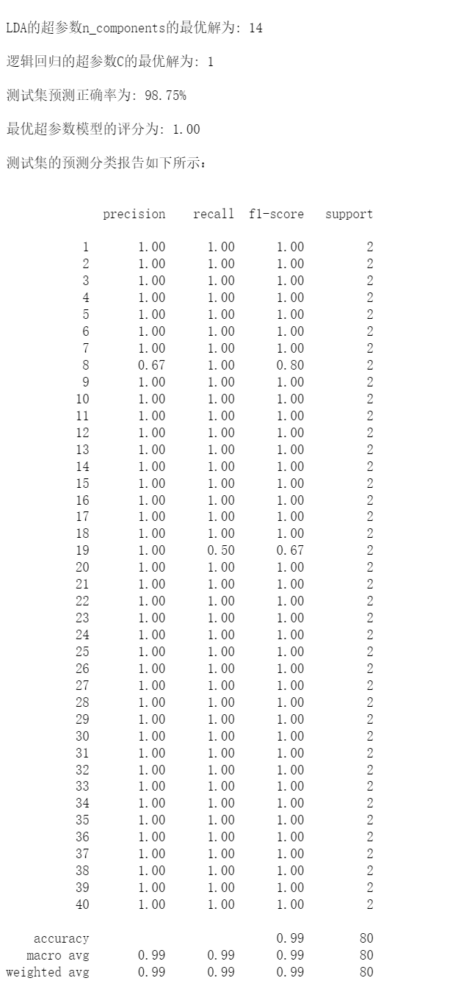 LDA的超参数n_components的最优解为: 14
逻辑回归的超参数C的最优解为: 1
测试集预测正确率为: 98.75%
最优超参数模型的评分为: 1.00
测试集的预测分类报告如下所示:
precision recall f1-score support
1 1.00 1.00 1.00 2
2 1.00 1.00 1.00 2
3 1.00 1.00 1.00 2
4 1.00 1.00 1.00 2
5 1.00 1.00 1.00 2
6 1.00 1.00 1.00 2
7 1.00 1.00 1.00 2
8 0.67 1.00 0.80 2
9 1.00 1.00 1.00 2
10 1.00 1.00 1.00 2
11 1.00 1.00 1.00 2
12 1.00 1.00 1.00 2
13 1.00 1.00 1.00 2
14 1.00 1.00 1.00 2
15 1.00 1.00 1.00 2
16 1.00 1.00 1.00 2
17 1.00 1.00 1.00 2
18 1.00 1.00 1.00 2
19 1.00 0.50 0.67 2
20 1.00 1.00 1.00 2
21 1.00 1.00 1.00 2
22 1.00 1.00 1.00 2
23 1.00 1.00 1.00 2
24 1.00 1.00 1.00 2
25 1.00 1.00 1.00 2
26 1.00 1.00 1.00 2
27 1.00 1.00 1.00 2
28 1.00 1.00 1.00 2
29 1.00 1.00 1.00 2
30 1.00 1.00 1.00 2
31 1.00 1.00 1.00 2
32 1.00 1.00 1.00 2
33 1.00 1.00 1.00 2
34 1.00 1.00 1.00 2
35 1.00 1.00 1.00 2
36 1.00 1.00 1.00 2
37 1.00 1.00 1.00 2
38 1.00 1.00 1.00 2
39 1.00 1.00 1.00 2
40 1.00 1.00 1.00 2
accuracy 0.99 80
macro avg 0.99 0.99 0.99 80
weighted avg 0.99 0.99 0.99 80